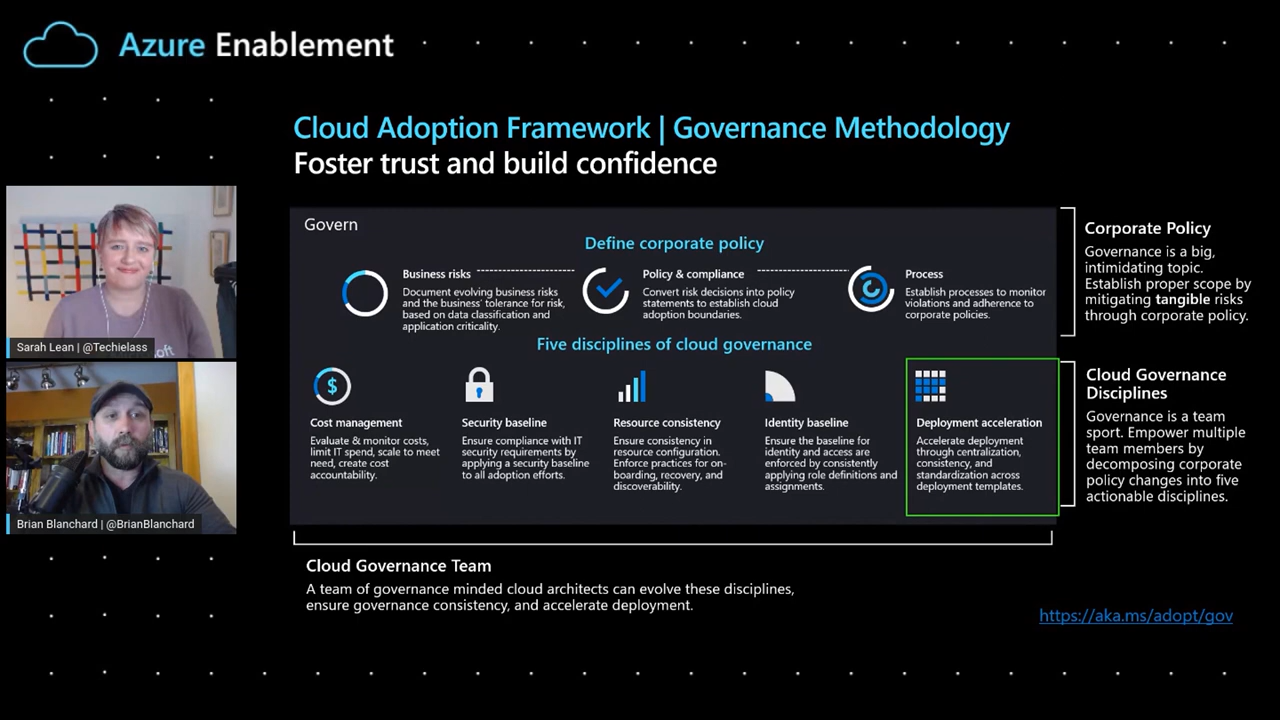 Azure Enablement
Cloud Adoption Framework | Governance Methodology
Foster trust and build confidence
Govern
Define corporate policy
Business risks
Document evolving business risks
and the business' tolerance for risk,
based on data classification and
application criticality.
Policy & compliance
Convert risk decisions into policy
statements to establish cloud
adoption boundaries.
Process
Establish processes to monitor
violations and adherence to
corporate policies.
Five disciplines of cloud governance
$
Cost management
Evaluate & monitor costs,
limit IT spend, scale to meet
need, create cost
accountability.
Security baseline
Ensure compliance with IT
security requirements by
applying a security baseline
to all adoption efforts.
Resource consistency
Ensure consistency in
resource configuration.
Enforce practices for on-
boarding, recovery, and
discoverability.
Identity baseline
Ensure the baseline for
identity and access are
enforced by consistently
applying role definitions and
assignments.
Deployment acceleration
Accelerate deployment
through centralization,
consistency, and
standardization across
deployment templates.
Corporate Policy
Governance is a big,
intimidating topic.
Establish proper scope by
mitigating tangible risks
through corporate policy.
Cloud Governance
Disciplines
Governance is a team
sport. Empower multiple
team members by
decomposing corporate
policy changes into five
actionable disciplines.
Cloud Governance Team
A team of governance minded cloud architects can evolve these disciplines,
ensure governance consistency, and accelerate deployment.
https://aka.ms/adopt/gov
Sarah Lean | @Techielass
Brian Blanchard | @BrianBlanchard